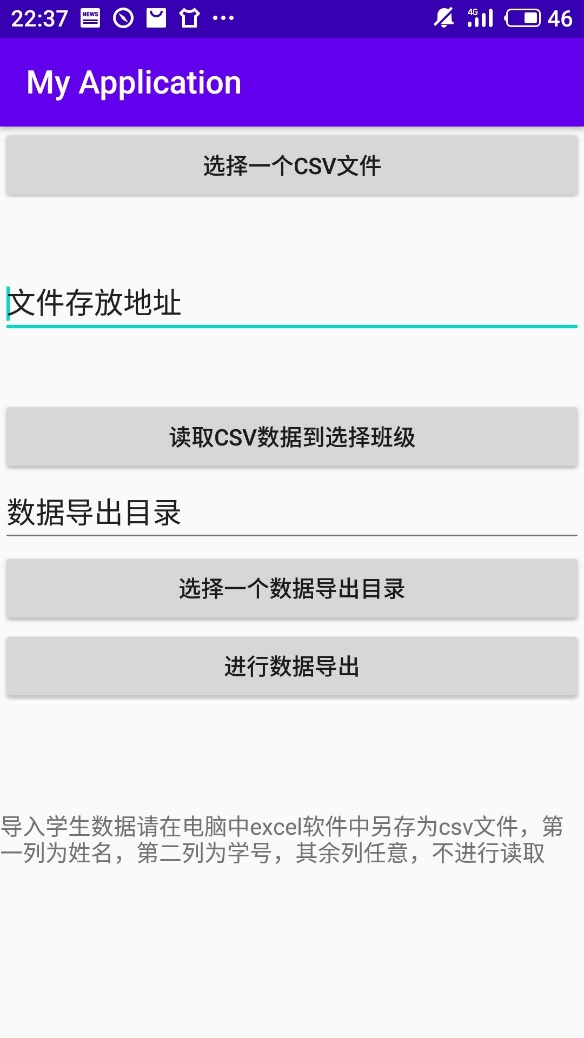 22:37 NEWS 4G 46
My Application
选择一个CSV文件
文件存放地址
读取CSV数据到选择班级
数据导出目录
选择一个数据导出目录
进行数据导出
导入学生数据请在电脑中excel软件中另存为csv文件，第
一列为姓名，第二列为学号，其余列任意，不进行读取